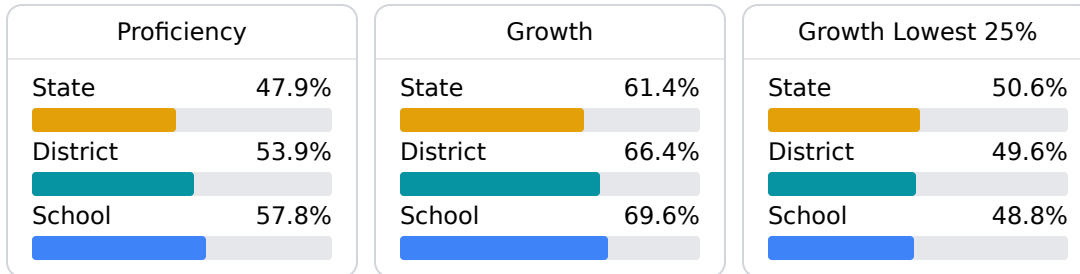 Proficiency
State 47.9%
District 53.9%
School 57.8%
Growth
State 61.4%
District 66.4%
School 69.6%
Growth Lowest 25%
State 50.6%
District 49.6%
School 48.8%